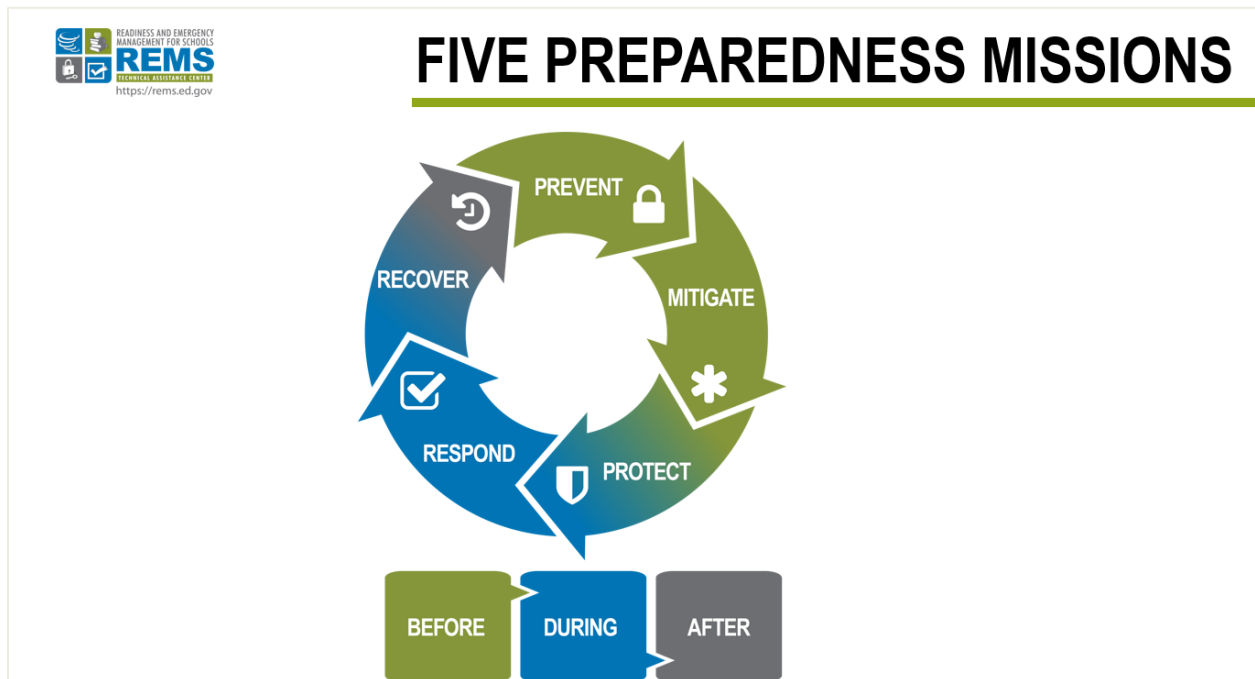 READINESS AND EMERGENCY
MANAGEMENT FOR SCHOOLS
REMS
TECHNICAL ASSISTANCE CENTER
https://rems.ed.gov
FIVE PREPAREDNESS MISSIONS
PREVENT
MITIGATE
PROTECT
RESPOND
RECOVER
BEFORE
DURING
AFTER